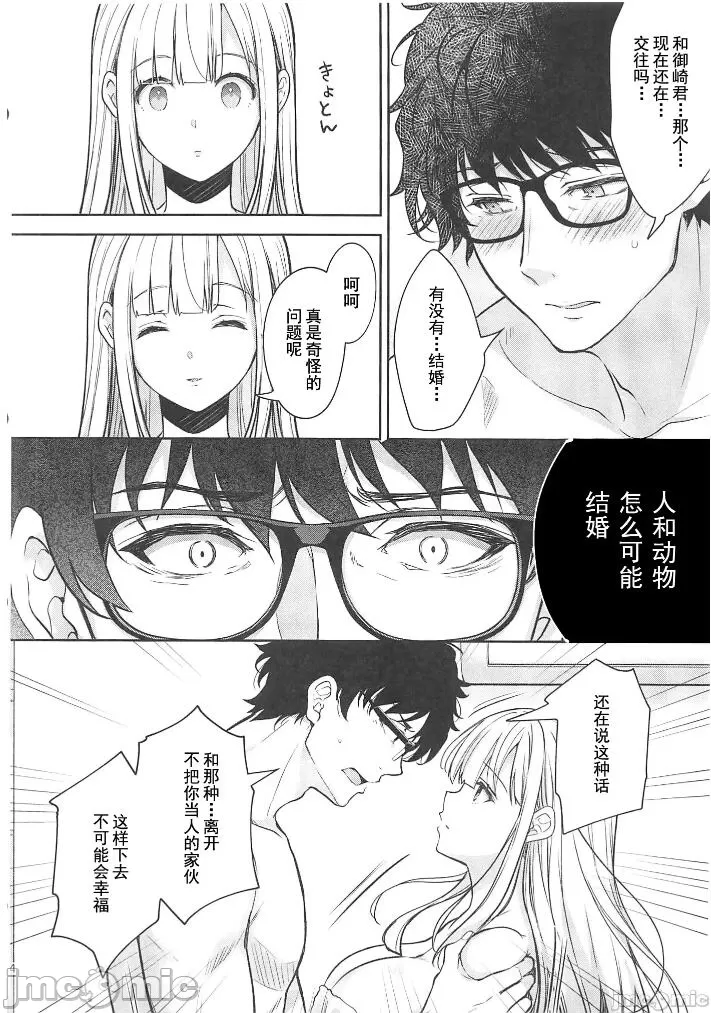 和御崎君…那个…
现在还在…
交往吗…
有没有…结婚…
きょとん
呵呵
真是奇怪的
问题呢
人和动物
怎么可能
结婚
还在说这种话
和那种…离开
不把你当人的家伙
这样下去
不可能会幸福
4
jmcomic
jmcomic